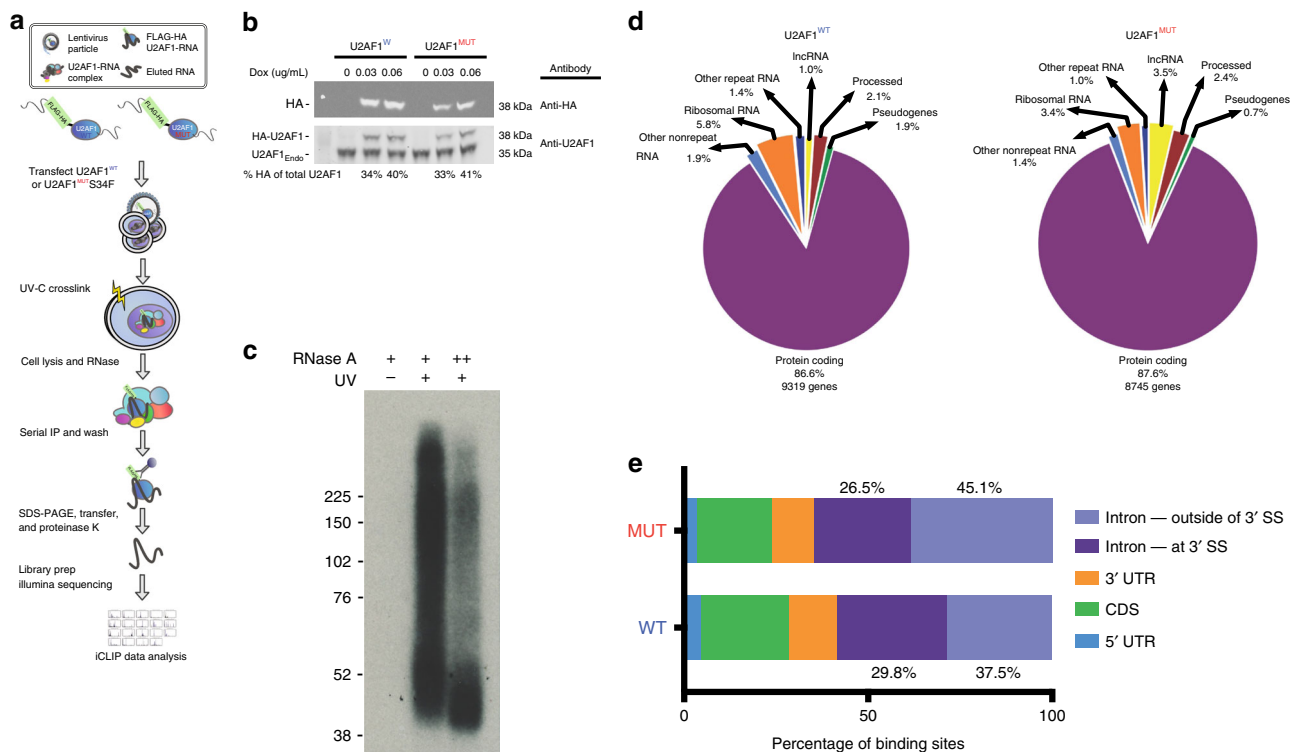 a
Lentivirus
particle
FLAG-HA
U2AF1-RNA
U2AF1-RNA
complex
Eluted RNA
FLAG-HA
U2AF1
FLAG-HA
U2AF1
MUT
Transfect U2AF1WT
or U2AF1MUTS34F
UV-C crosslink
Cell lysis and RNase
Serial IP and wash
SDS-PAGE, transfer,
and proteinase K
Library prep
illumina sequencing
iCLIP data analysis
b
U2AF1W U2AF1MUT
Dox (ug/mL) 0 0.03 0.06 0 0.03 0.06 Antibody
HA - 38 kDa Anti-HA
HA-U2AF1 - 38 kDa
Anti-U2AF1
U2AF1Endo - 35 kDa
% HA of total U2AF1 34% 40% 33% 41%
c
RNase A + + ++
UV – + +
225 -
150 -
102 -
76 -
52 -
38 -
d
U2AF1WT
lncRNA
1.0%
Other repeat RNA
1.4%
Processed
2.1%
Ribosomal RNA
5.8%
Pseudogenes
1.9%
Other nonrepeat
RNA 1.9%
Protein coding
86.6%
9319 genes
U2AF1MUT
lncRNA
3.5%
Other repeat RNA
1.0%
Processed
2.4%
Ribosomal RNA
3.4%
Pseudogenes
0.7%
Other nonrepeat RNA
1.4%
Protein coding
87.6%
8745 genes
e
26.5% 45.1%
MUT
WT
29.8% 37.5%
0 50 100
Percentage of binding sites
Intron — outside of 3′ SS
Intron — at 3′ SS
3′ UTR
CDS
5′ UTR